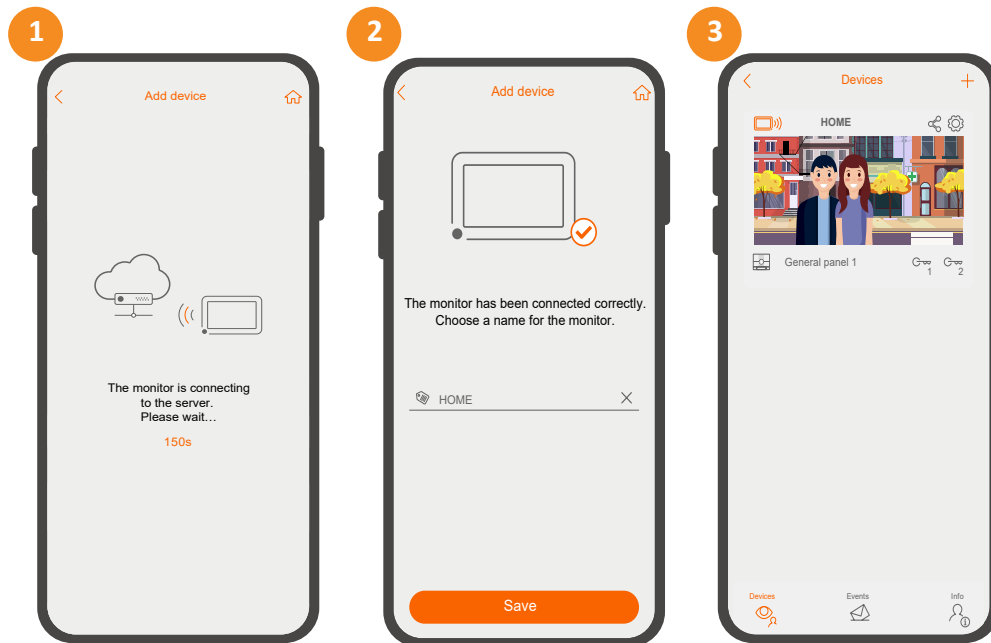 1
Add device
The monitor is connecting
to the server.
Please wait...
150s
2
Add device
The monitor has been connected correctly.
Choose a name for the monitor.
HOME
Save
3
Devices
HOME
General panel 1
1 2
Devices Events Info